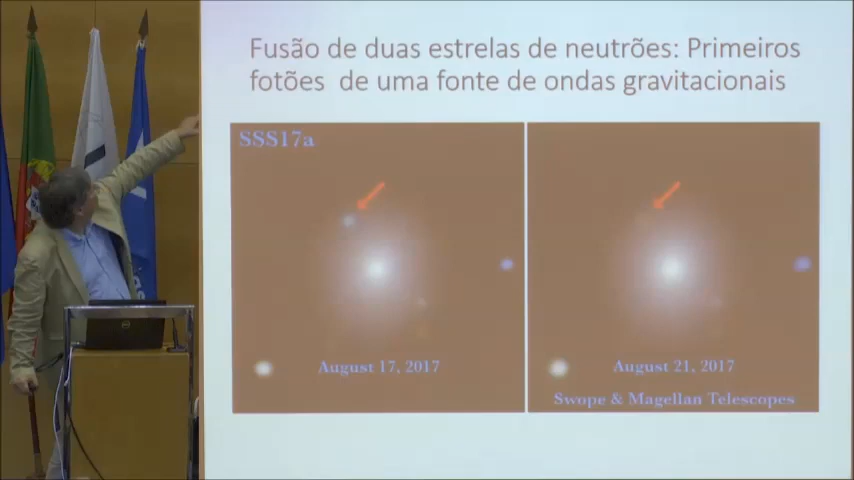 Fusão de duas estrelas de neutrões: Primeiros
fotões de uma fonte de ondas gravitacionais
SSS17a
August 17, 2017
August 21, 2017
Swope & Magellan Telescopes